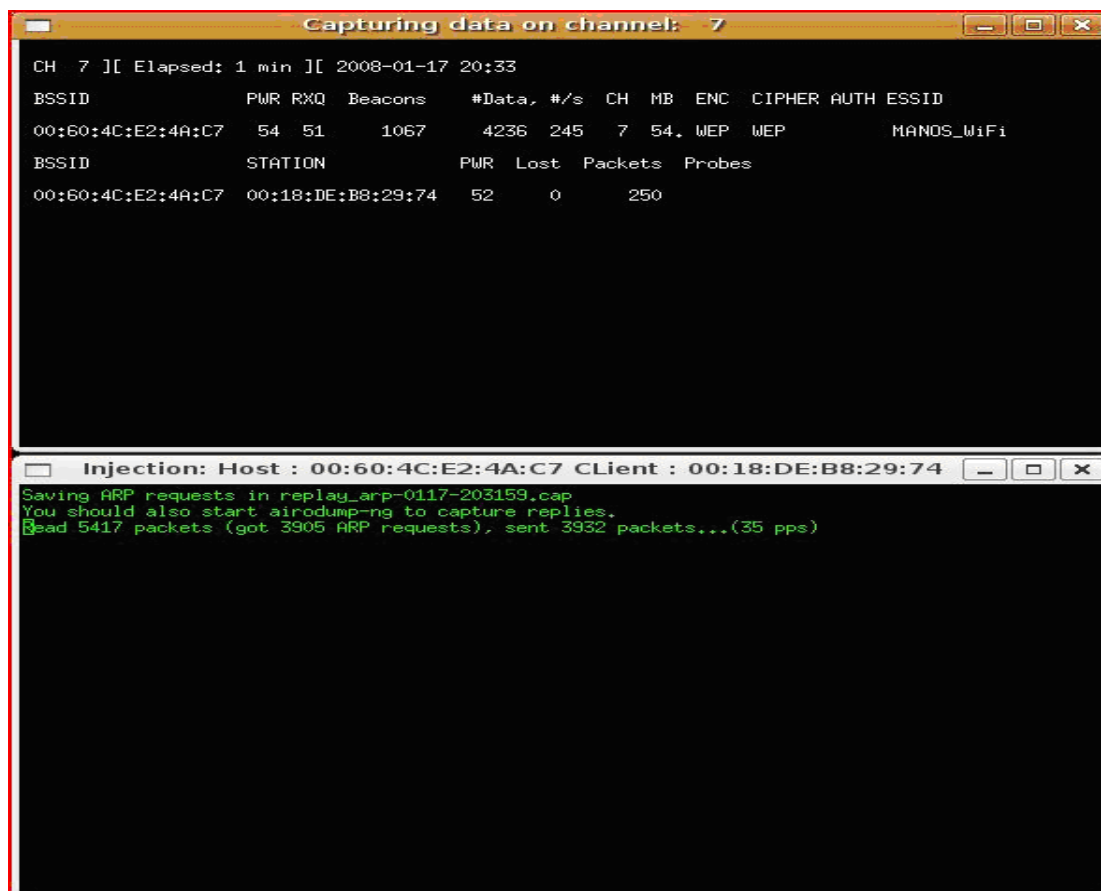 Capturing data on channel: 7
CH 7 ][ Elapsed: 1 min ][ 2008-01-17 20:33
BSSID PWR RXQ Beacons #Data, #/s CH MB ENC CIPHER AUTH ESSID
00:60:4C:E2:4A:C7 54 51 1067 4236 245 7 54. WEP WEP MANOS_WiFi
BSSID STATION PWR Lost Packets Probes
00:60:4C:E2:4A:C7 00:18:DE:B8:29:74 52 0 250
Injection: Host : 00:60:4C:E2:4A:C7 CLient : 00:18:DE:B8:29:74
Saving ARP requests in replay_arp-0117-203159.cap
You should also start airodump-ng to capture replies.
Read 5417 packets (got 3905 ARP requests), sent 3932 packets...(35 pps)